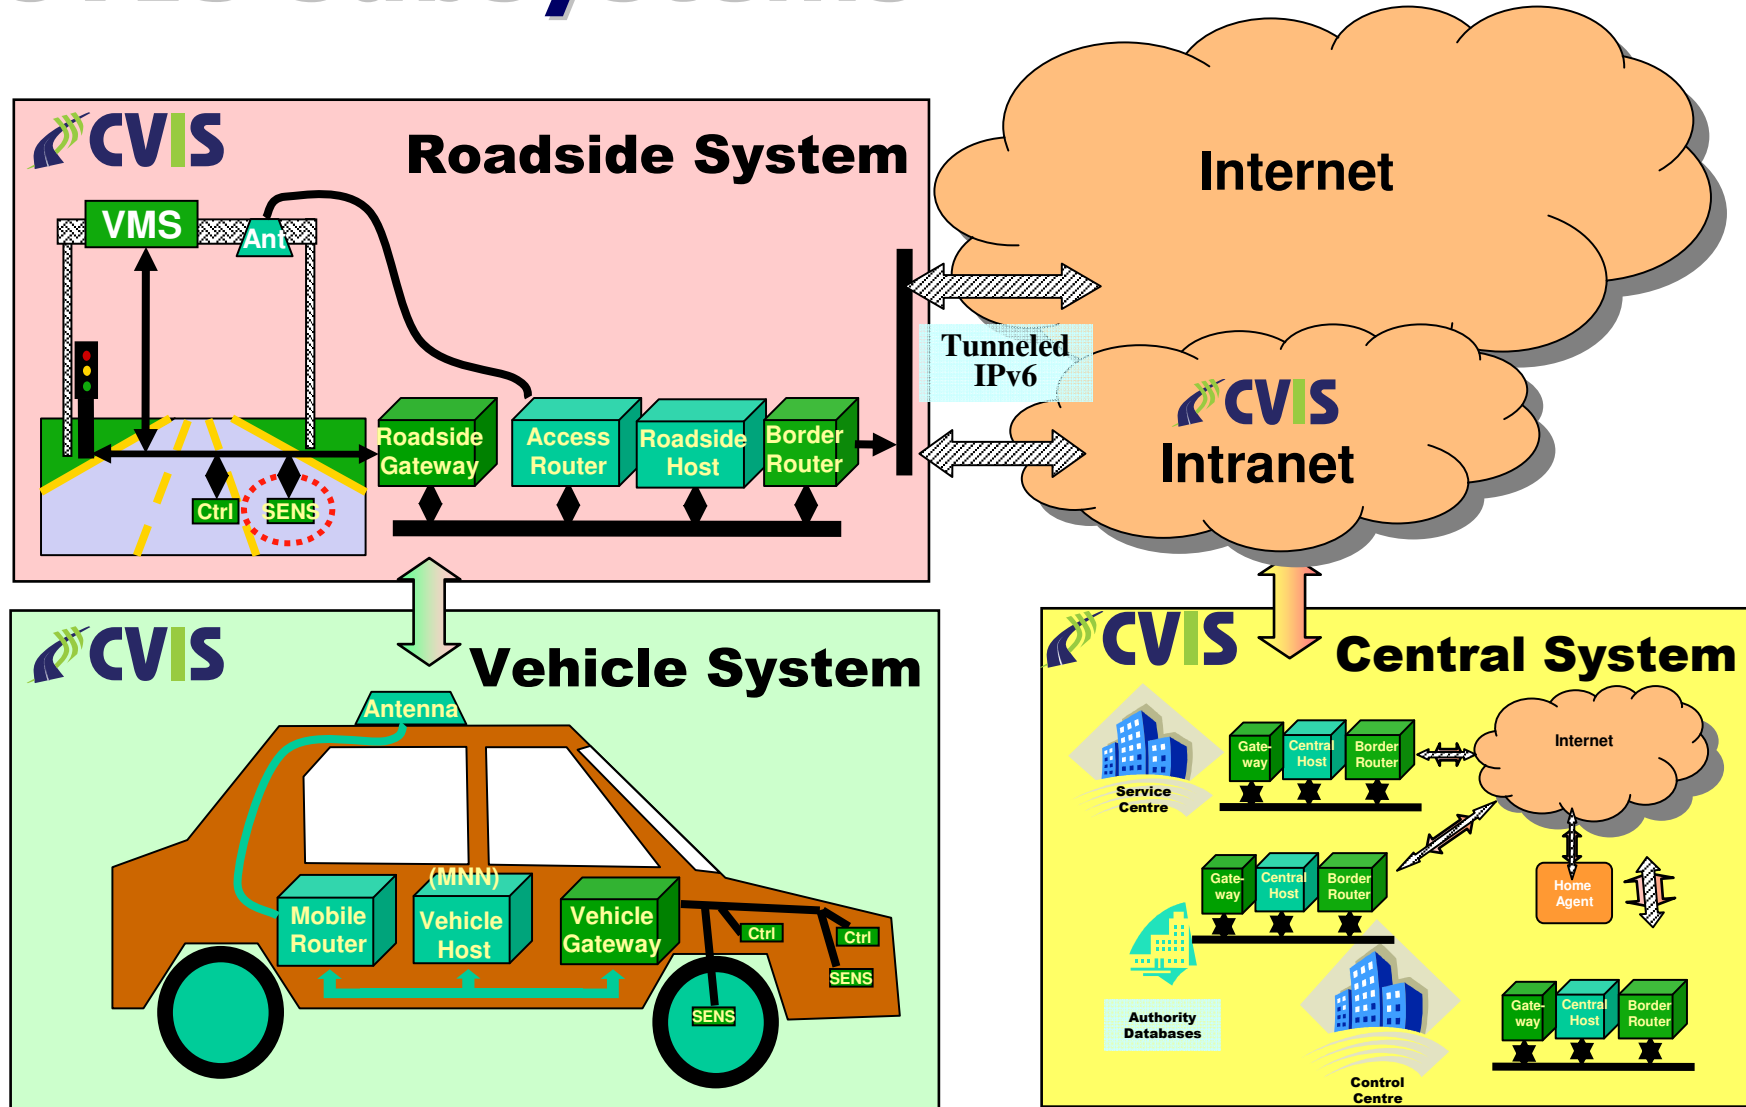 CVIS Subsystems
CVIS
Roadside System
VMS
Ant
Internet
Tunneled
IPv6
CVIS
Intranet
Roadside
Gateway
Access
Router
Roadside
Host
Border
Router
Ctrl
SENS
CVIS
Vehicle System
Antenna
(MNN)
Mobile
Router
Vehicle
Host
Vehicle
Gateway
Ctrl
Ctrl
SENS
SENS
CVIS
Central System
Service
Centre
Gate-
way
Central
Host
Border
Router
Internet
Gate-
way
Central
Host
Border
Router
Home
Agent
Authority
Databases
Control
Centre
Gate-
way
Central
Host
Border
Router